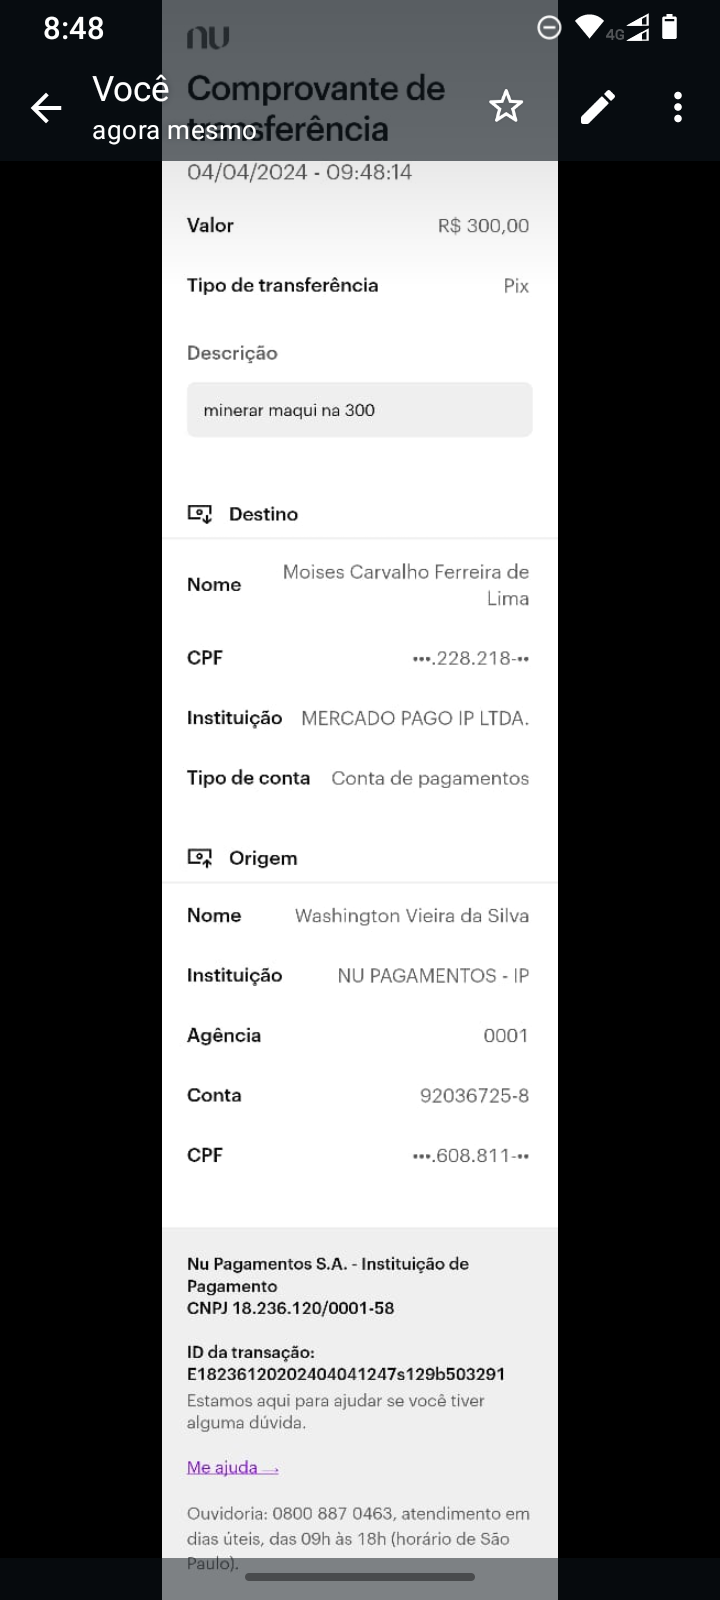 8:48
4G
nu
Você
agora mesmo
Comprovante de
transferência
04/04/2024 - 09:48:14
Valor R$ 300,00
Tipo de transferência Pix
Descrição
minerar maqui na 300
Destino
Nome Moises Carvalho Ferreira de
Lima
CPF •••.228.218-••
Instituição MERCADO PAGO IP LTDA.
Tipo de conta Conta de pagamentos
Origem
Nome Washington Vieira da Silva
Instituição NU PAGAMENTOS - IP
Agência 0001
Conta 92036725-8
CPF •••.608.811-••
Nu Pagamentos S.A. - Instituição de
Pagamento
CNPJ 18.236.120/0001-58
ID da transação:
E18236120202404041247s129b503291
Estamos aqui para ajudar se você tiver
alguma dúvida.
Me ajuda →
Ouvidoria: 0800 887 0463, atendimento em
dias úteis, das 09h às 18h (horário de São
Paulo).